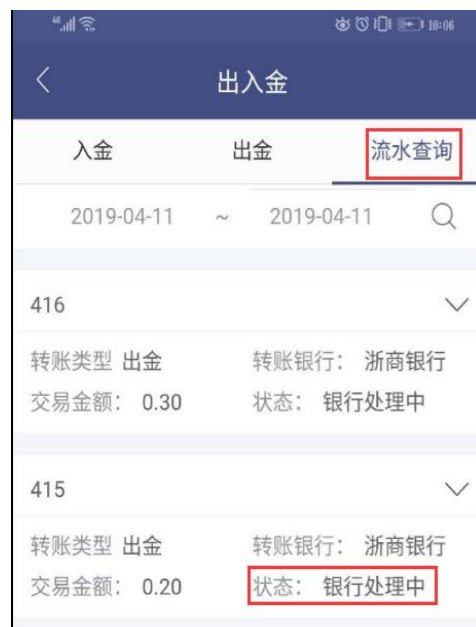 46 10:06
出入金
入金 出金 流水查询
2019-04-11 ~ 2019-04-11
416
转账类型 出金 转账银行： 浙商银行
交易金额： 0.30 状态： 银行处理中
415
转账类型 出金 转账银行： 浙商银行
交易金额： 0.20 状态： 银行处理中